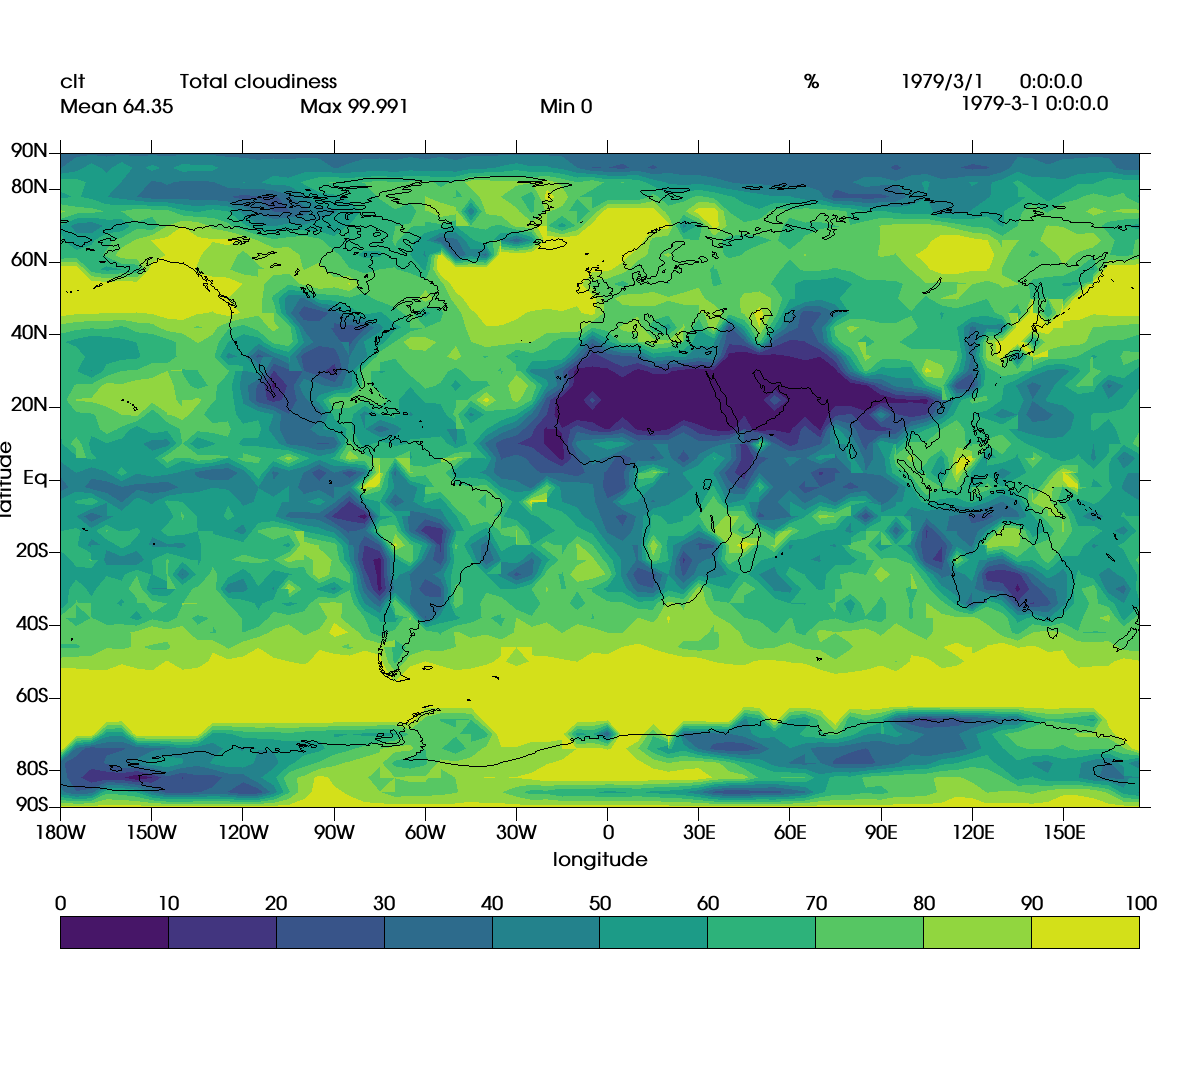 clt Total cloudiness % 1979/3/1 0:0:0.0
Mean 64.35 Max 99.991 Min 0 1979-3-1 0:0:0.0
90N
80N
60N
40N
20N
Eq
20S
40S
60S
80S
90S
latitude
180W 150W 120W 90W 60W 30W 0 30E 60E 90E 120E 150E
longitude
0 10 20 30 40 50 60 70 80 90 100